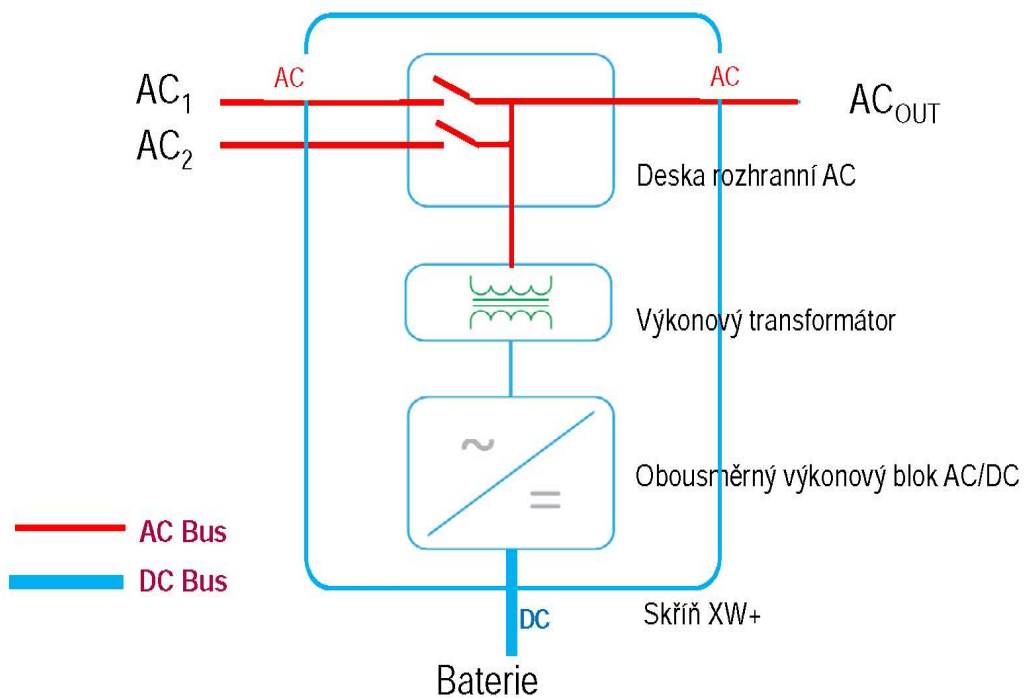 AC
AC
AC₁
ACOUT
AC₂
Deska rozhranní AC
Výkonový transformátor
~
Obousměrný výkonový blok AC/DC
=
AC Bus
DC Bus
DC
Skříň XW+
Baterie